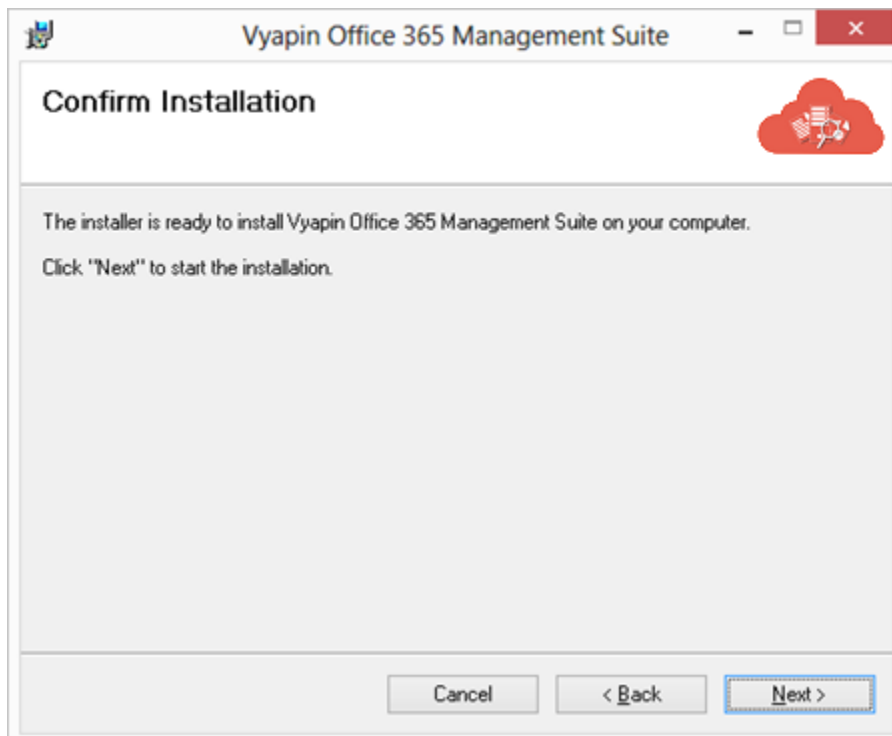 Vyapin Office 365 Management Suite
Confirm Installation
The installer is ready to install Vyapin Office 365 Management Suite on your computer.
Click "Next" to start the installation.
Cancel
< Back
Next >